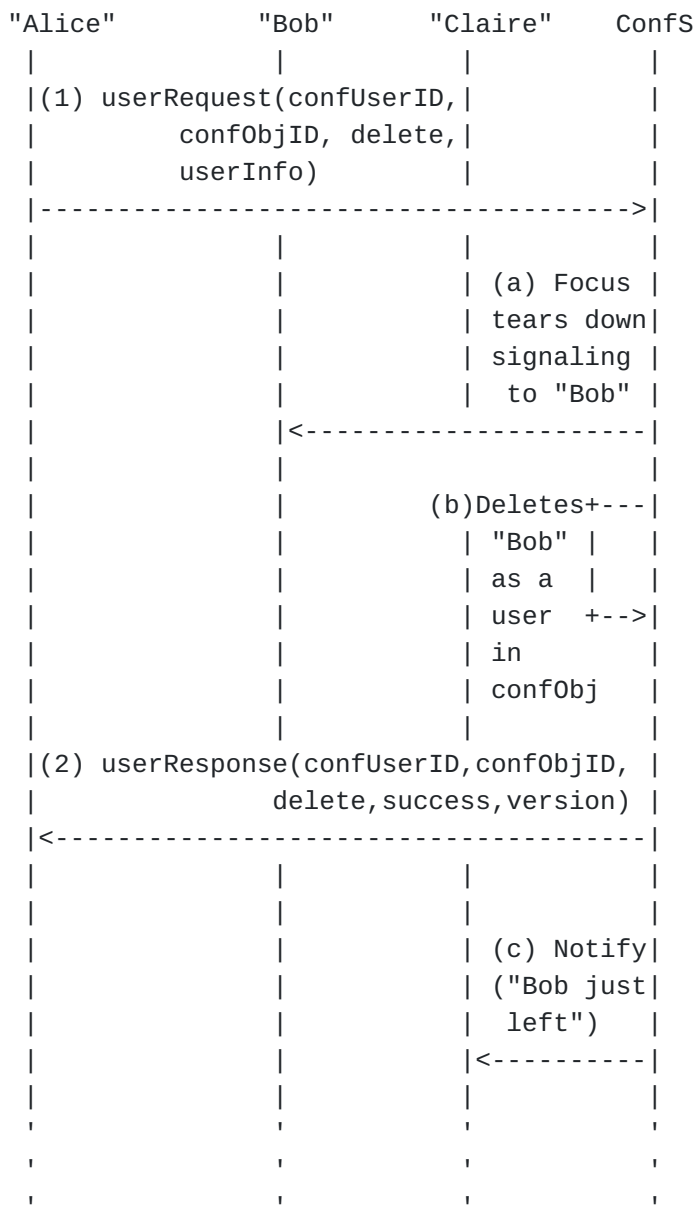 "Alice"         "Bob"       "Claire"    ConfS
 |               |           |           |
 |(1) userRequest(confUserID,|           |
 |         confObjID, delete,|           |
 |         userInfo)         |           |
 |-------------------------------------->|
 |               |           |           |
 |               |           | (a) Focus |
 |               |           | tears down|
 |               |           | signaling |
 |               |           |  to "Bob" |
 |               |<----------------------|
 |               |                       |
 |               |         (b)Deletes+---|
 |               |           | "Bob" |   |
 |               |           | as a  |   |
 |               |           | user  +-->|
 |               |           | in        |
 |               |           | confObj   |
 |               |           |           |
 |(2) userResponse(confUserID,confObjID, |
 |               delete,success,version) |
 |<--------------------------------------|
 |               |           |           |
 |               |           |           |
 |               |           | (c) Notify|
 |               |           | ("Bob just|
 |               |           |  left")   |
 |               |           |<----------|
 |               |           |           |
 '               '           '           '
 '               '           '           '
 '               '           '           '